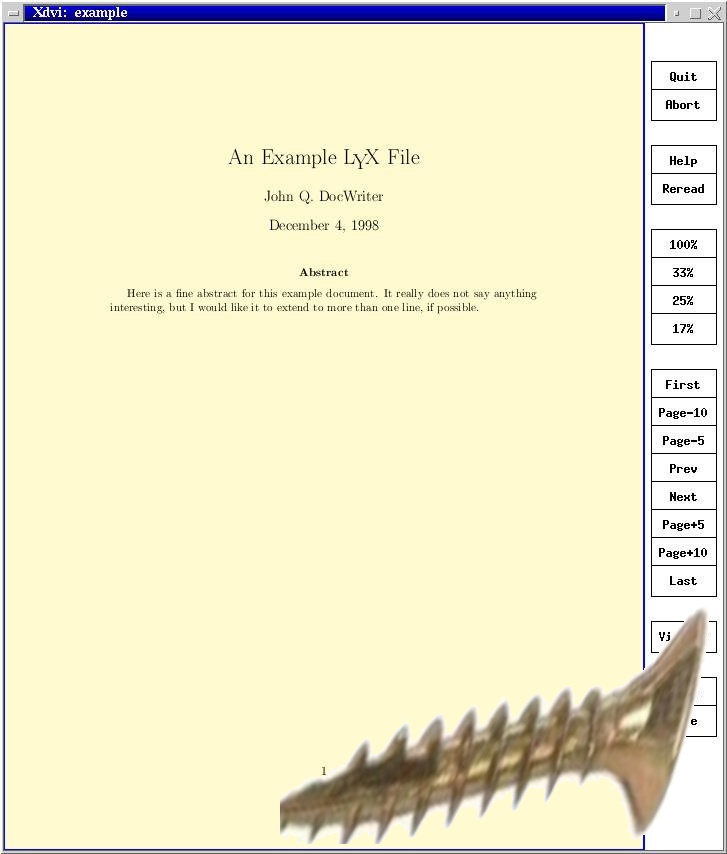 Xdvi: example
An Example LYX File
John Q. DocWriter
December 4, 1998
Abstract
Here is a fine abstract for this example document. It really does not say anything
interesting, but I would like it to extend to more than one line, if possible.
1
Quit
Abort
Help
Reread
100%
33%
25%
17%
First
Page-10
Page-5
Prev
Next
Page+5
Page+10
Last